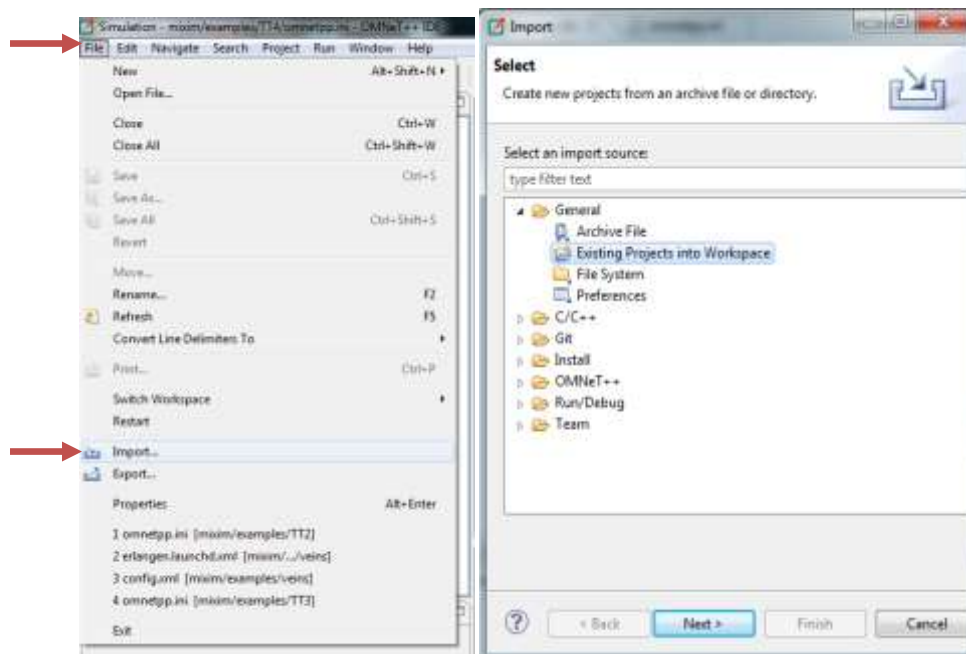 Simulation - mixim/examples/TT4/omnetpp.ini - OMNeT++ IDE
File Edit Navigate Search Project Run Window Help
New Alt+Shift+N
Open File...
Close Ctrl+W
Close All Ctrl+Shift+W
Save Ctrl+S
Save As...
Save All Ctrl+Shift+S
Revert
Move...
Rename... F2
Refresh F5
Convert Line Delimiters To
Print... Ctrl+P
Switch Workspace
Restart
Import...
Export...
Properties Alt+Enter
1 omnetpp.ini [mixim/examples/TT2]
2 erlangen.launchd.xml [mixim/.../veins]
3 config.xml [mixim/examples/veins]
4 omnetpp.ini [mixim/examples/TT3]
Exit
Import
Select
Create new projects from an archive file or directory.
Select an import source:
type filter text
General
Archive File
Existing Projects into Workspace
File System
Preferences
C/C++
Git
Install
OMNeT++
Run/Debug
Team
? < Back Next > Finish Cancel